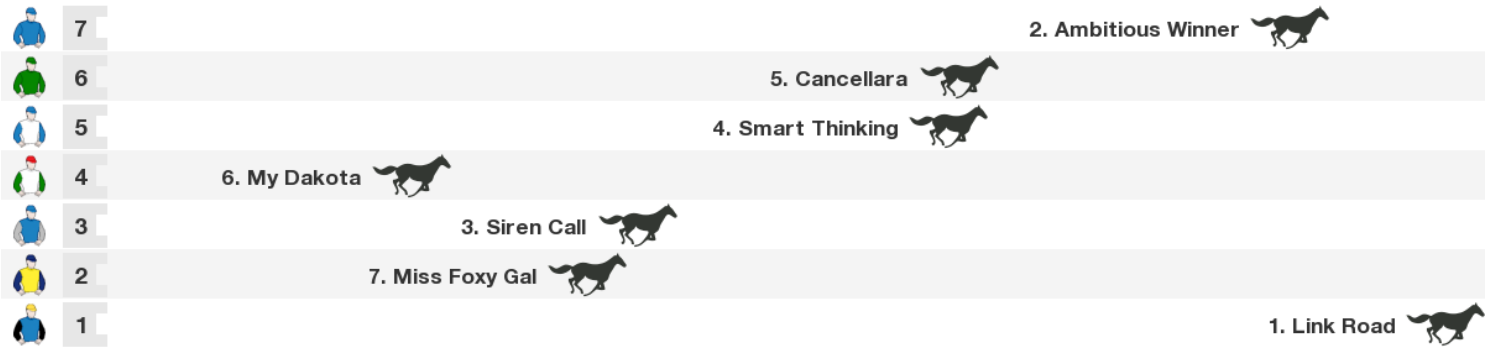 7 2. Ambitious Winner
6 5. Cancellara
5 4. Smart Thinking
4 6. My Dakota
3 3. Siren Call
2 7. Miss Foxy Gal
1 1. Link Road